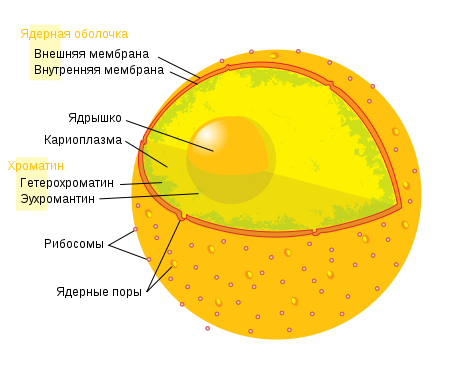 Ядерная оболочка
Внешняя мембрана
Внутренняя мембрана
Ядрышко
Кариоплазма
Хроматин
Гетерохроматин
Эухромантин
Рибосомы
Ядерные поры